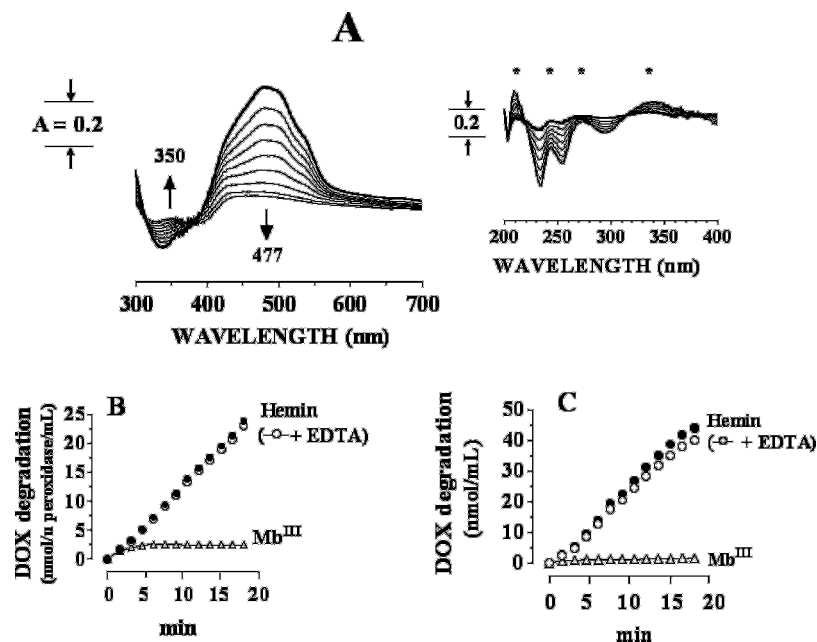 A
A = 0.2
350
477
300 400 500 600 700
WAVELENGTH (nm)
* * * *
0.2
200 250 300 350 400
WAVELENGTH (nm)
B
DOX degradation
(nmol/u peroxidase/mL)
25
20
15
10
5
0
Hemin
(-○- + EDTA)
Mb^III
0 5 10 15 20
min
C
DOX degradation
(nmol/mL)
50
40
30
20
10
0
Hemin
(-○- + EDTA)
Mb^III
0 5 10 15 20
min